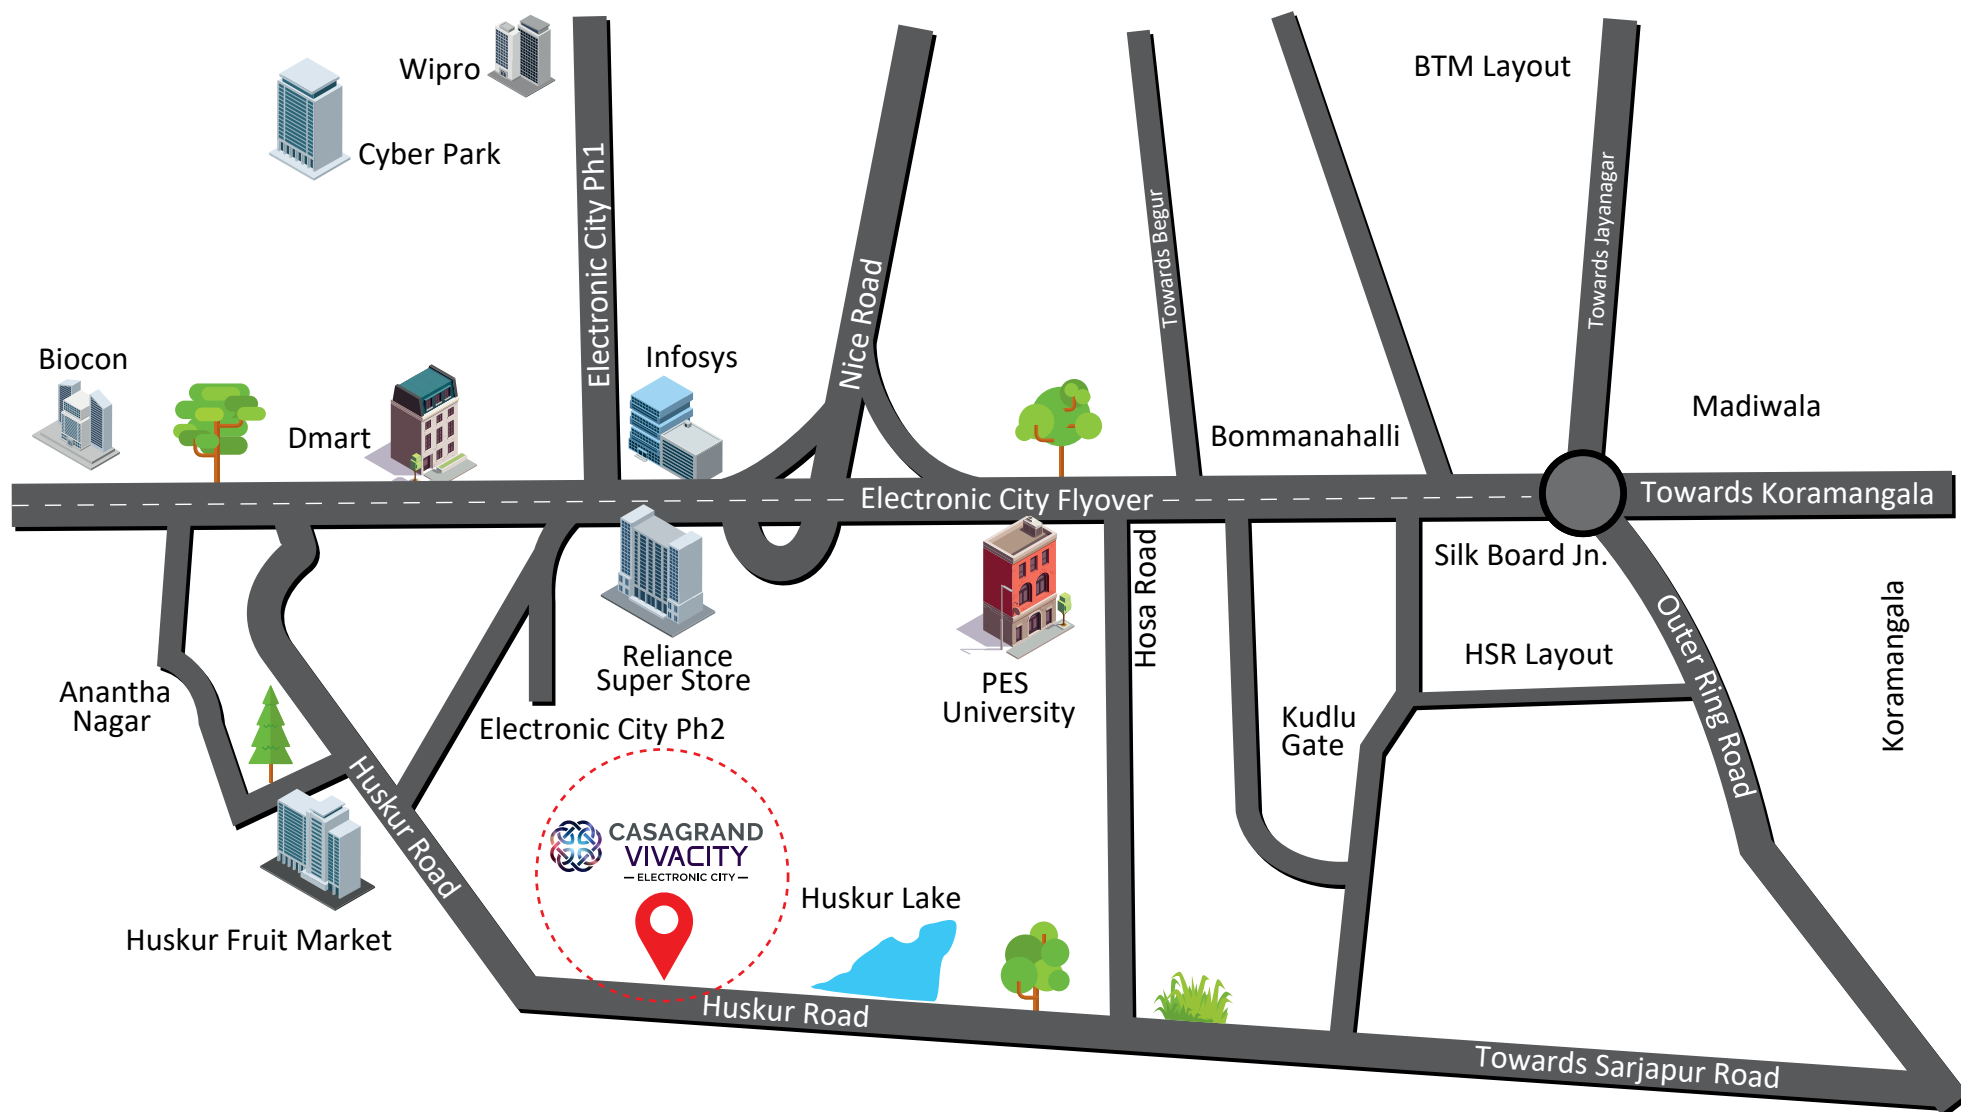 Wipro
BTM Layout
Cyber Park
Electronic City Ph1
Towards Begur
Towards Jayanagar
Nice Road
Biocon
Infosys
Dmart
Bommanahalli
Madiwala
Electronic City Flyover
Towards Koramangala
Silk Board Jn.
Hosa Road
Outer Ring Road
Koramangala
HSR Layout
Reliance
Super Store
PES
University
Anantha
Nagar
Electronic City Ph2
Kudlu
Gate
Huskur Road
CASAGRAND
VIVACITY
ELECTRONIC CITY
Huskur Lake
Huskur Fruit Market
Huskur Road
Towards Sarjapur Road